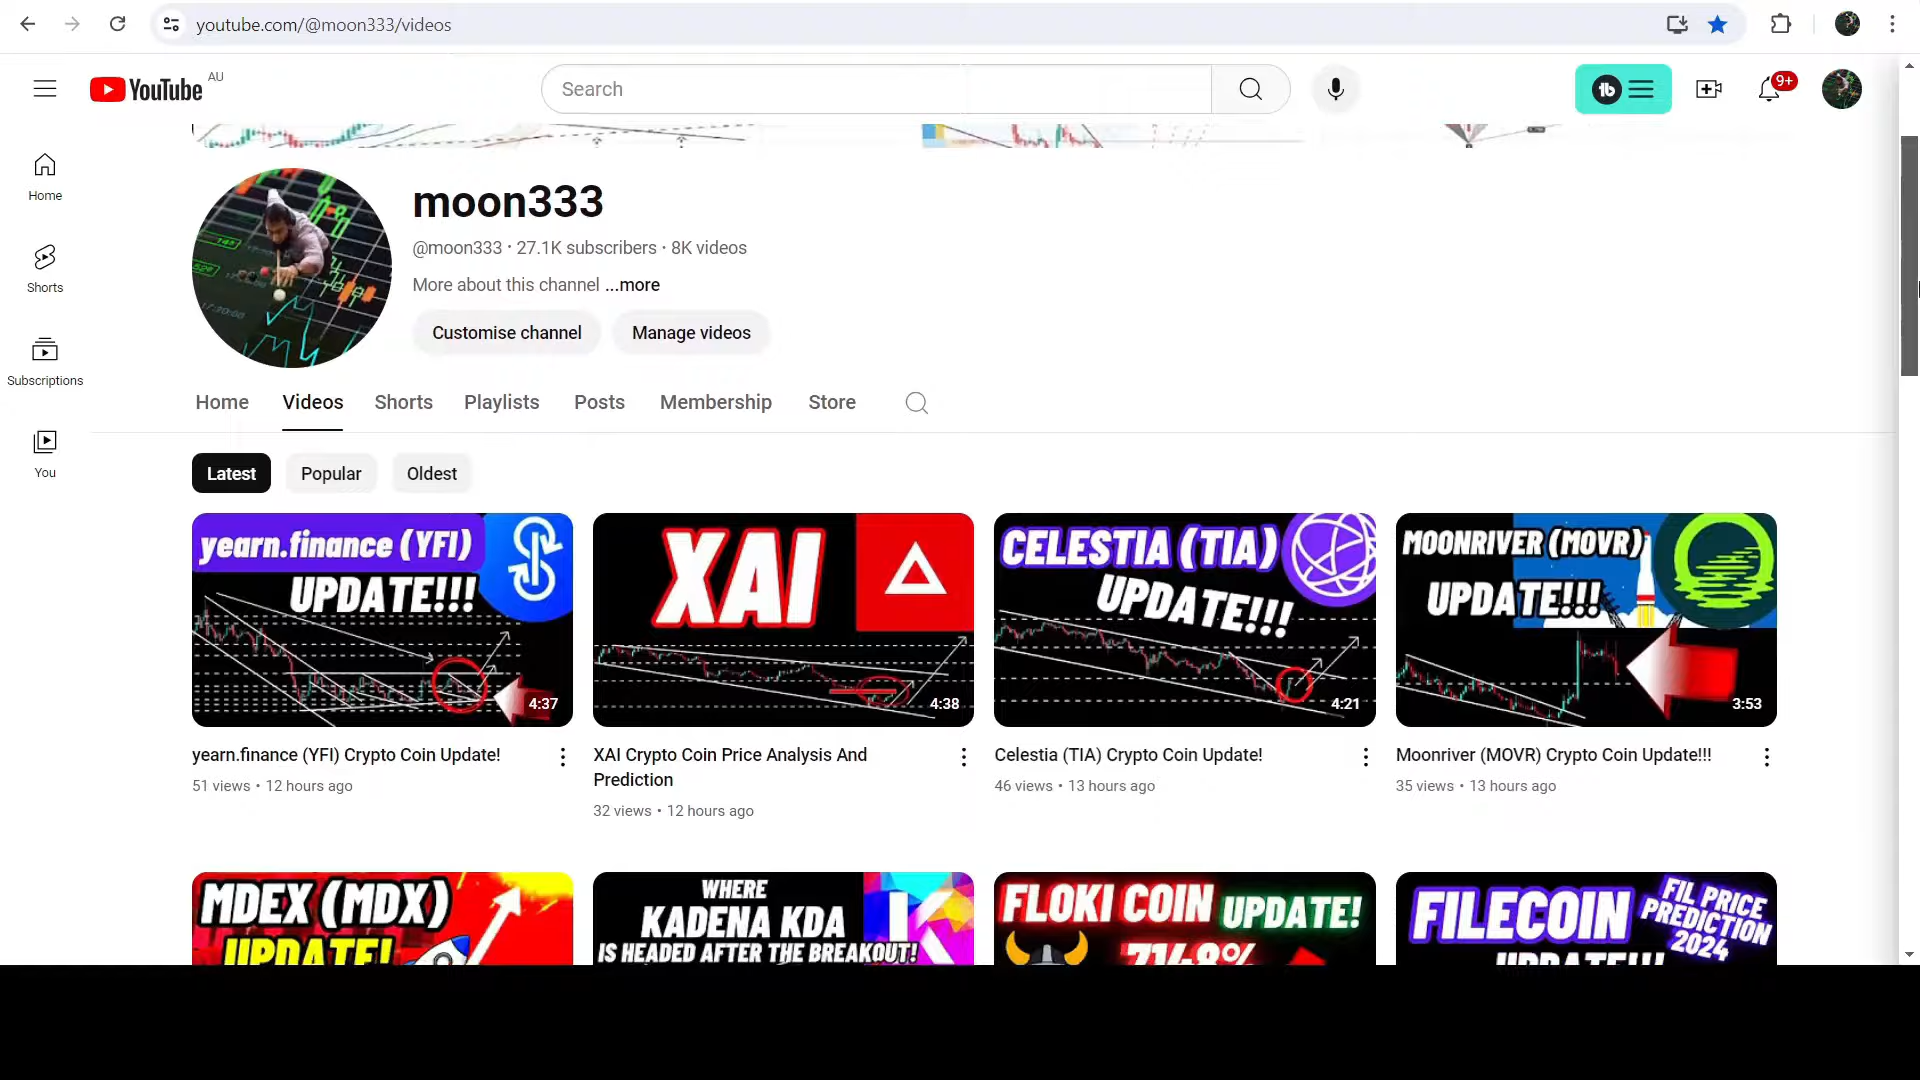 youtube.com/@moon333/videos
YouTube
AU
Search
9+
Home
Shorts
Subscriptions
You
moon333
@moon333 · 27.1K subscribers · 8K videos
More about this channel ...more
Customise channel
Manage videos
Home
Videos
Shorts
Playlists
Posts
Membership
Store
Latest
Popular
Oldest
yearn.finance (YFI)
UPDATE!!!
4:37
yearn.finance (YFI) Crypto Coin Update!
51 views • 12 hours ago
XAI
4:38
XAI Crypto Coin Price Analysis And
Prediction
32 views • 12 hours ago
CELESTIA (TIA)
UPDATE!!!
4:21
Celestia (TIA) Crypto Coin Update!
46 views • 13 hours ago
MOONRIVER (MOVR)
UPDATE!!!
3:53
Moonriver (MOVR) Crypto Coin Update!!!
35 views • 13 hours ago
MDEX (MDX)
UPDATE!
WHERE
KADENA KDA
IS HEADED AFTER THE BREAKOUT!
FLOKI COIN UPDATE!
7148%
FILECOIN
FIL PRICE
PREDICTION
2024
UPDATE!!!